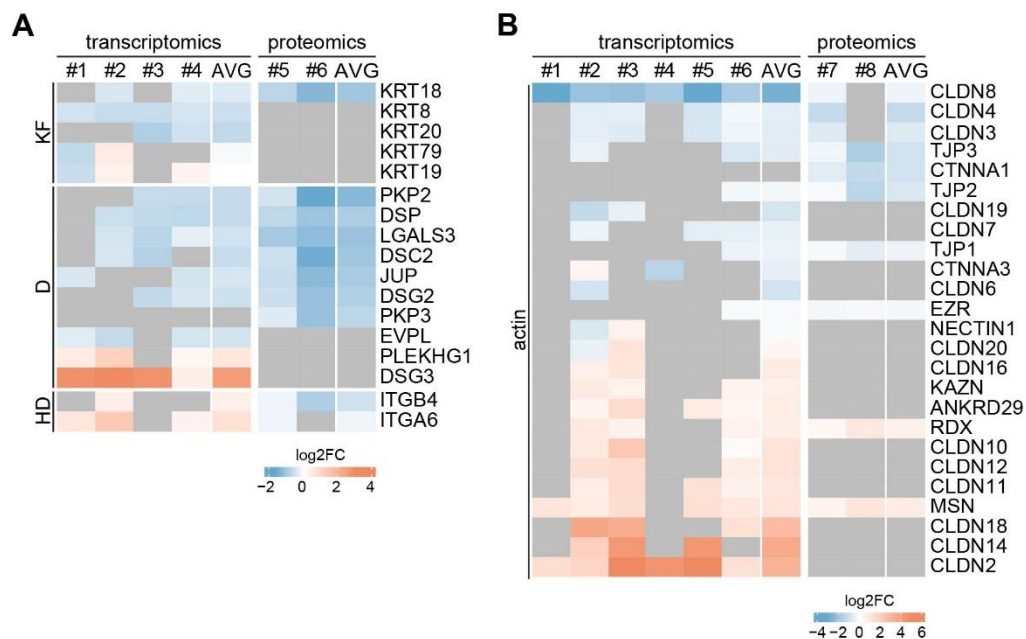 A
transcriptomics proteomics
#1 #2 #3 #4 AVG #5 #6 AVG
KF
KRT18
KRT8
KRT20
KRT79
KRT19
D
PKP2
DSP
LGALS3
DSC2
JUP
DSG2
PKP3
EVPL
PLEKHG1
DSG3
HD
ITGB4
ITGA6
log2FC
−2 0 2 4
B
transcriptomics proteomics
#1 #2 #3 #4 #5 #6 AVG #7 #8 AVG
actin
CLDN8
CLDN4
CLDN3
TJP3
CTNNA1
TJP2
CLDN19
CLDN7
TJP1
CTNNA3
CLDN6
EZR
NECTIN1
CLDN20
CLDN16
KAZN
ANKRD29
RDX
CLDN10
CLDN12
CLDN11
MSN
CLDN18
CLDN14
CLDN2
log2FC
−4 −2 0 2 4 6